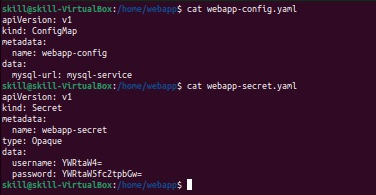 skill@skill-VirtualBox:/home/webapp$ cat webapp-config.yaml
apiVersion: v1
kind: ConfigMap
metadata:
  name: webapp-config
data:
  mysql-url: mysql-service
skill@skill-VirtualBox:/home/webapp$ cat webapp-secret.yaml
apiVersion: v1
kind: Secret
metadata:
  name: webapp-secret
type: Opaque
data:
  username: YWRtaW4=
  password: YWRtaW5fc2tpbGw=
skill@skill-VirtualBox:/home/webapp$